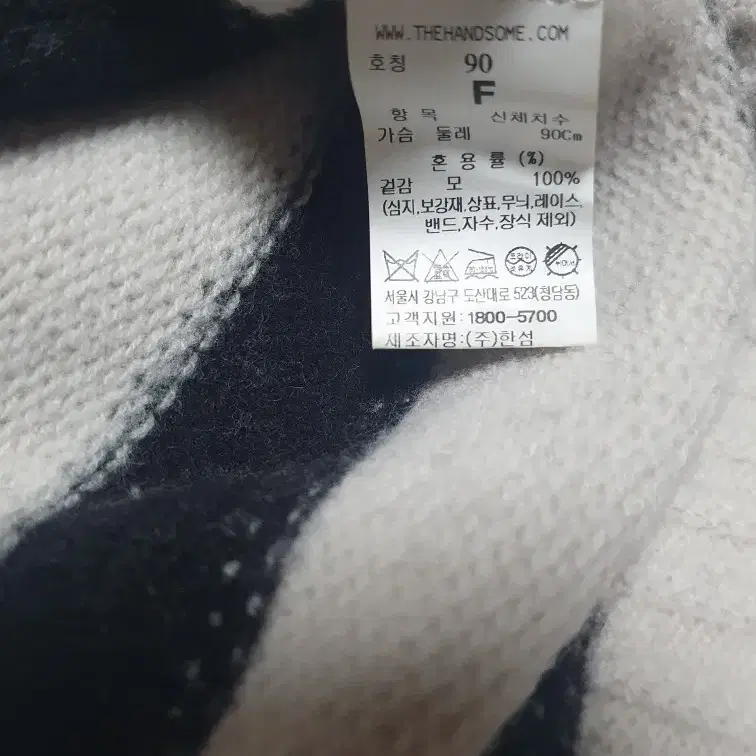 WWW.THEHANDSOME.COM
호칭 90
F
항 목 신체치수
가슴 둘레 90Cm
혼 용 률 (%)
겉감 모 100%
(심지,보강재,상표,무늬,레이스,
밴드,자수,장식 제외)
서울시 강남구 도산대로 523(청담동)
고객지원:1800-5700
제조자명:(주)한섬